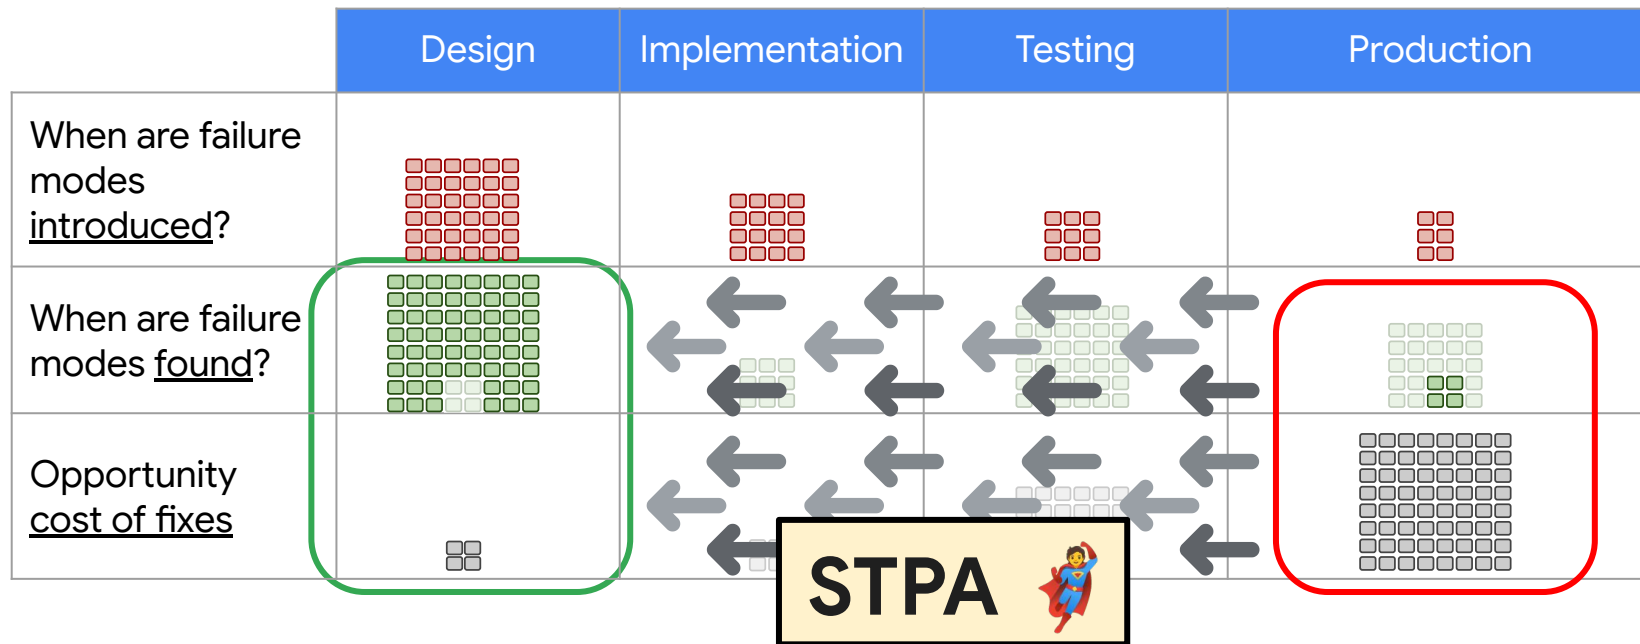 Design
Implementation
Testing
Production
When are failure
modes
introduced?
When are failure
modes found?
Opportunity
cost of fixes
STPA